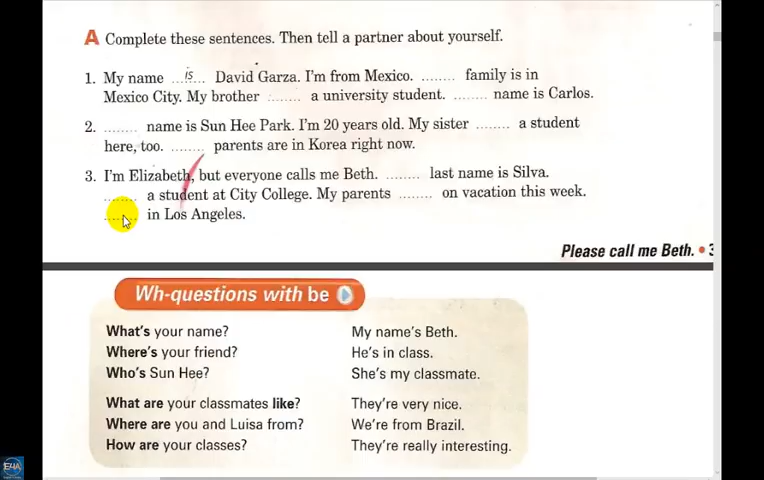 A Complete these sentences. Then tell a partner about yourself.
1. My name ...is... David Garza. I'm from Mexico. ........ family is in
Mexico City. My brother ........ a university student. ........ name is Carlos.
2. ........ name is Sun Hee Park. I'm 20 years old. My sister ........ a student
here, too. ........ parents are in Korea right now.
3. I'm Elizabeth, but everyone calls me Beth. ........ last name is Silva.
........ a student at City College. My parents ........ on vacation this week.
........ in Los Angeles.
Please call me Beth. • 3
Wh-questions with be
What's your name? My name's Beth.
Where's your friend? He's in class.
Who's Sun Hee? She's my classmate.
What are your classmates like? They're very nice.
Where are you and Luisa from? We're from Brazil.
How are your classes? They're really interesting.
E4A